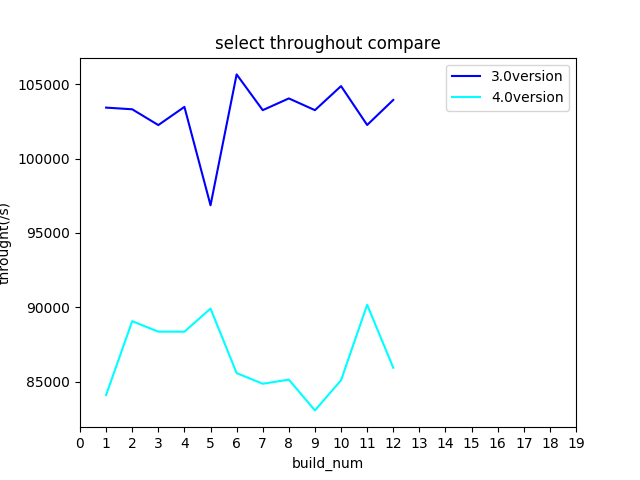 select throughout compare
3.0version
4.0version
105000
100000
95000
90000
85000
throught(/s)
0 1 2 3 4 5 6 7 8 9 10 11 12 13 14 15 16 17 18 19
build_num